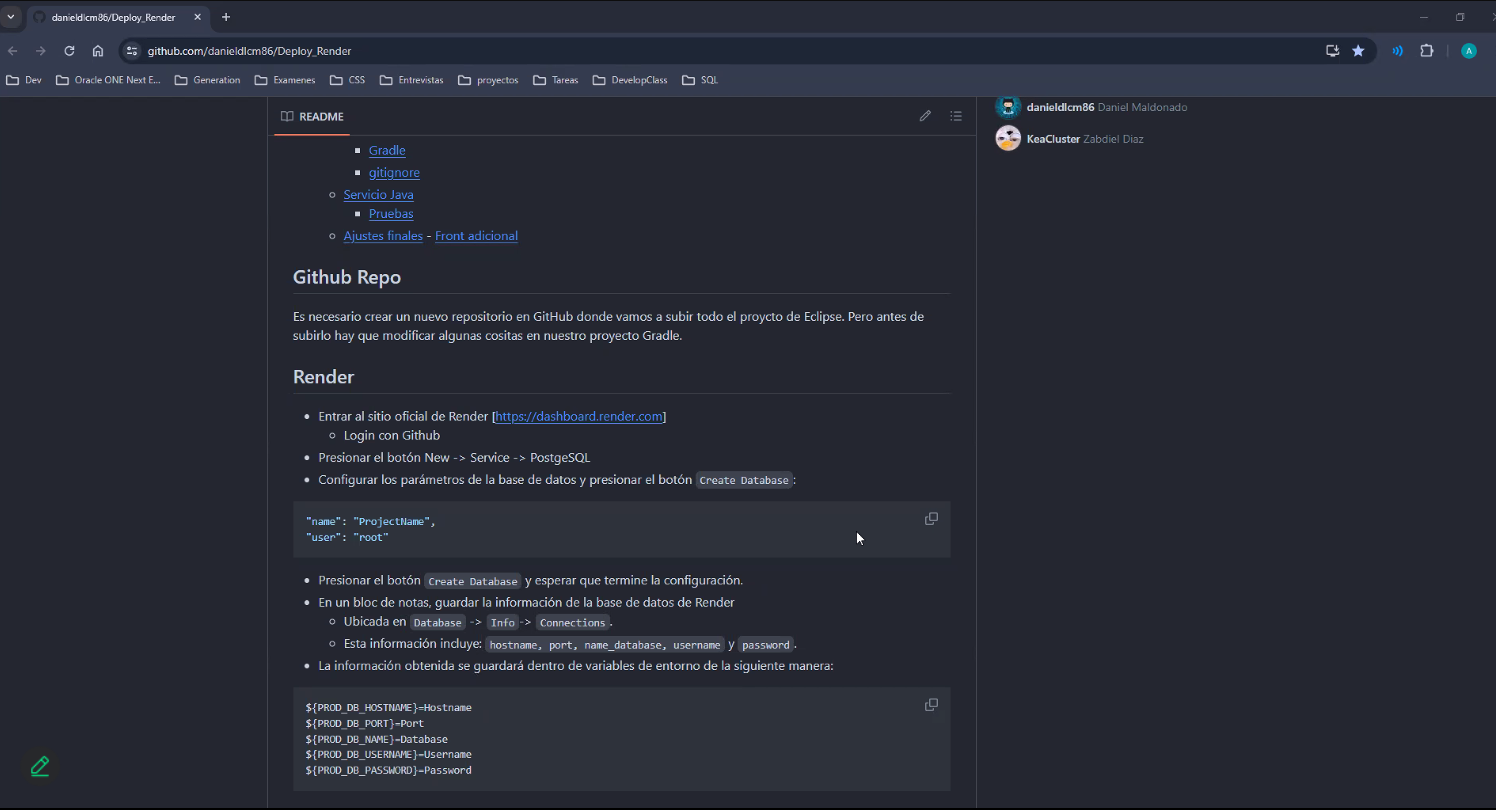 danieldlcm86/Deploy_Render
github.com/danieldlcm86/Deploy_Render
A
Dev
Oracle ONE Next E...
Generation
Examenes
CSS
Entrevistas
proyectos
Tareas
DevelopClass
SQL
README
danieldlcm86 Daniel Maldonado
KeaCluster Zabdiel Diaz
Gradle
gitignore
Servicio Java
Pruebas
Ajustes finales - Front adicional
Github Repo
Es necesario crear un nuevo repositorio en GitHub donde vamos a subir todo el proycto de Eclipse. Pero antes de
subirlo hay que modificar algunas cositas en nuestro proyecto Gradle.
Render
Entrar al sitio oficial de Render [https://dashboard.render.com]
Login con Github
Presionar el botón New -> Service -> PostgeSQL
Configurar los parámetros de la base de datos y presionar el botón Create Database:
"name": "ProjectName",
"user": "root"
Presionar el botón Create Database y esperar que termine la configuración.
En un bloc de notas, guardar la información de la base de datos de Render
Ubicada en Database -> Info -> Connections.
Esta información incluye: hostname, port, name_database, username y password.
La información obtenida se guardará dentro de variables de entorno de la siguiente manera:
${PROD_DB_HOSTNAME}=Hostname
${PROD_DB_PORT}=Port
${PROD_DB_NAME}=Database
${PROD_DB_USERNAME}=Username
${PROD_DB_PASSWORD}=Password